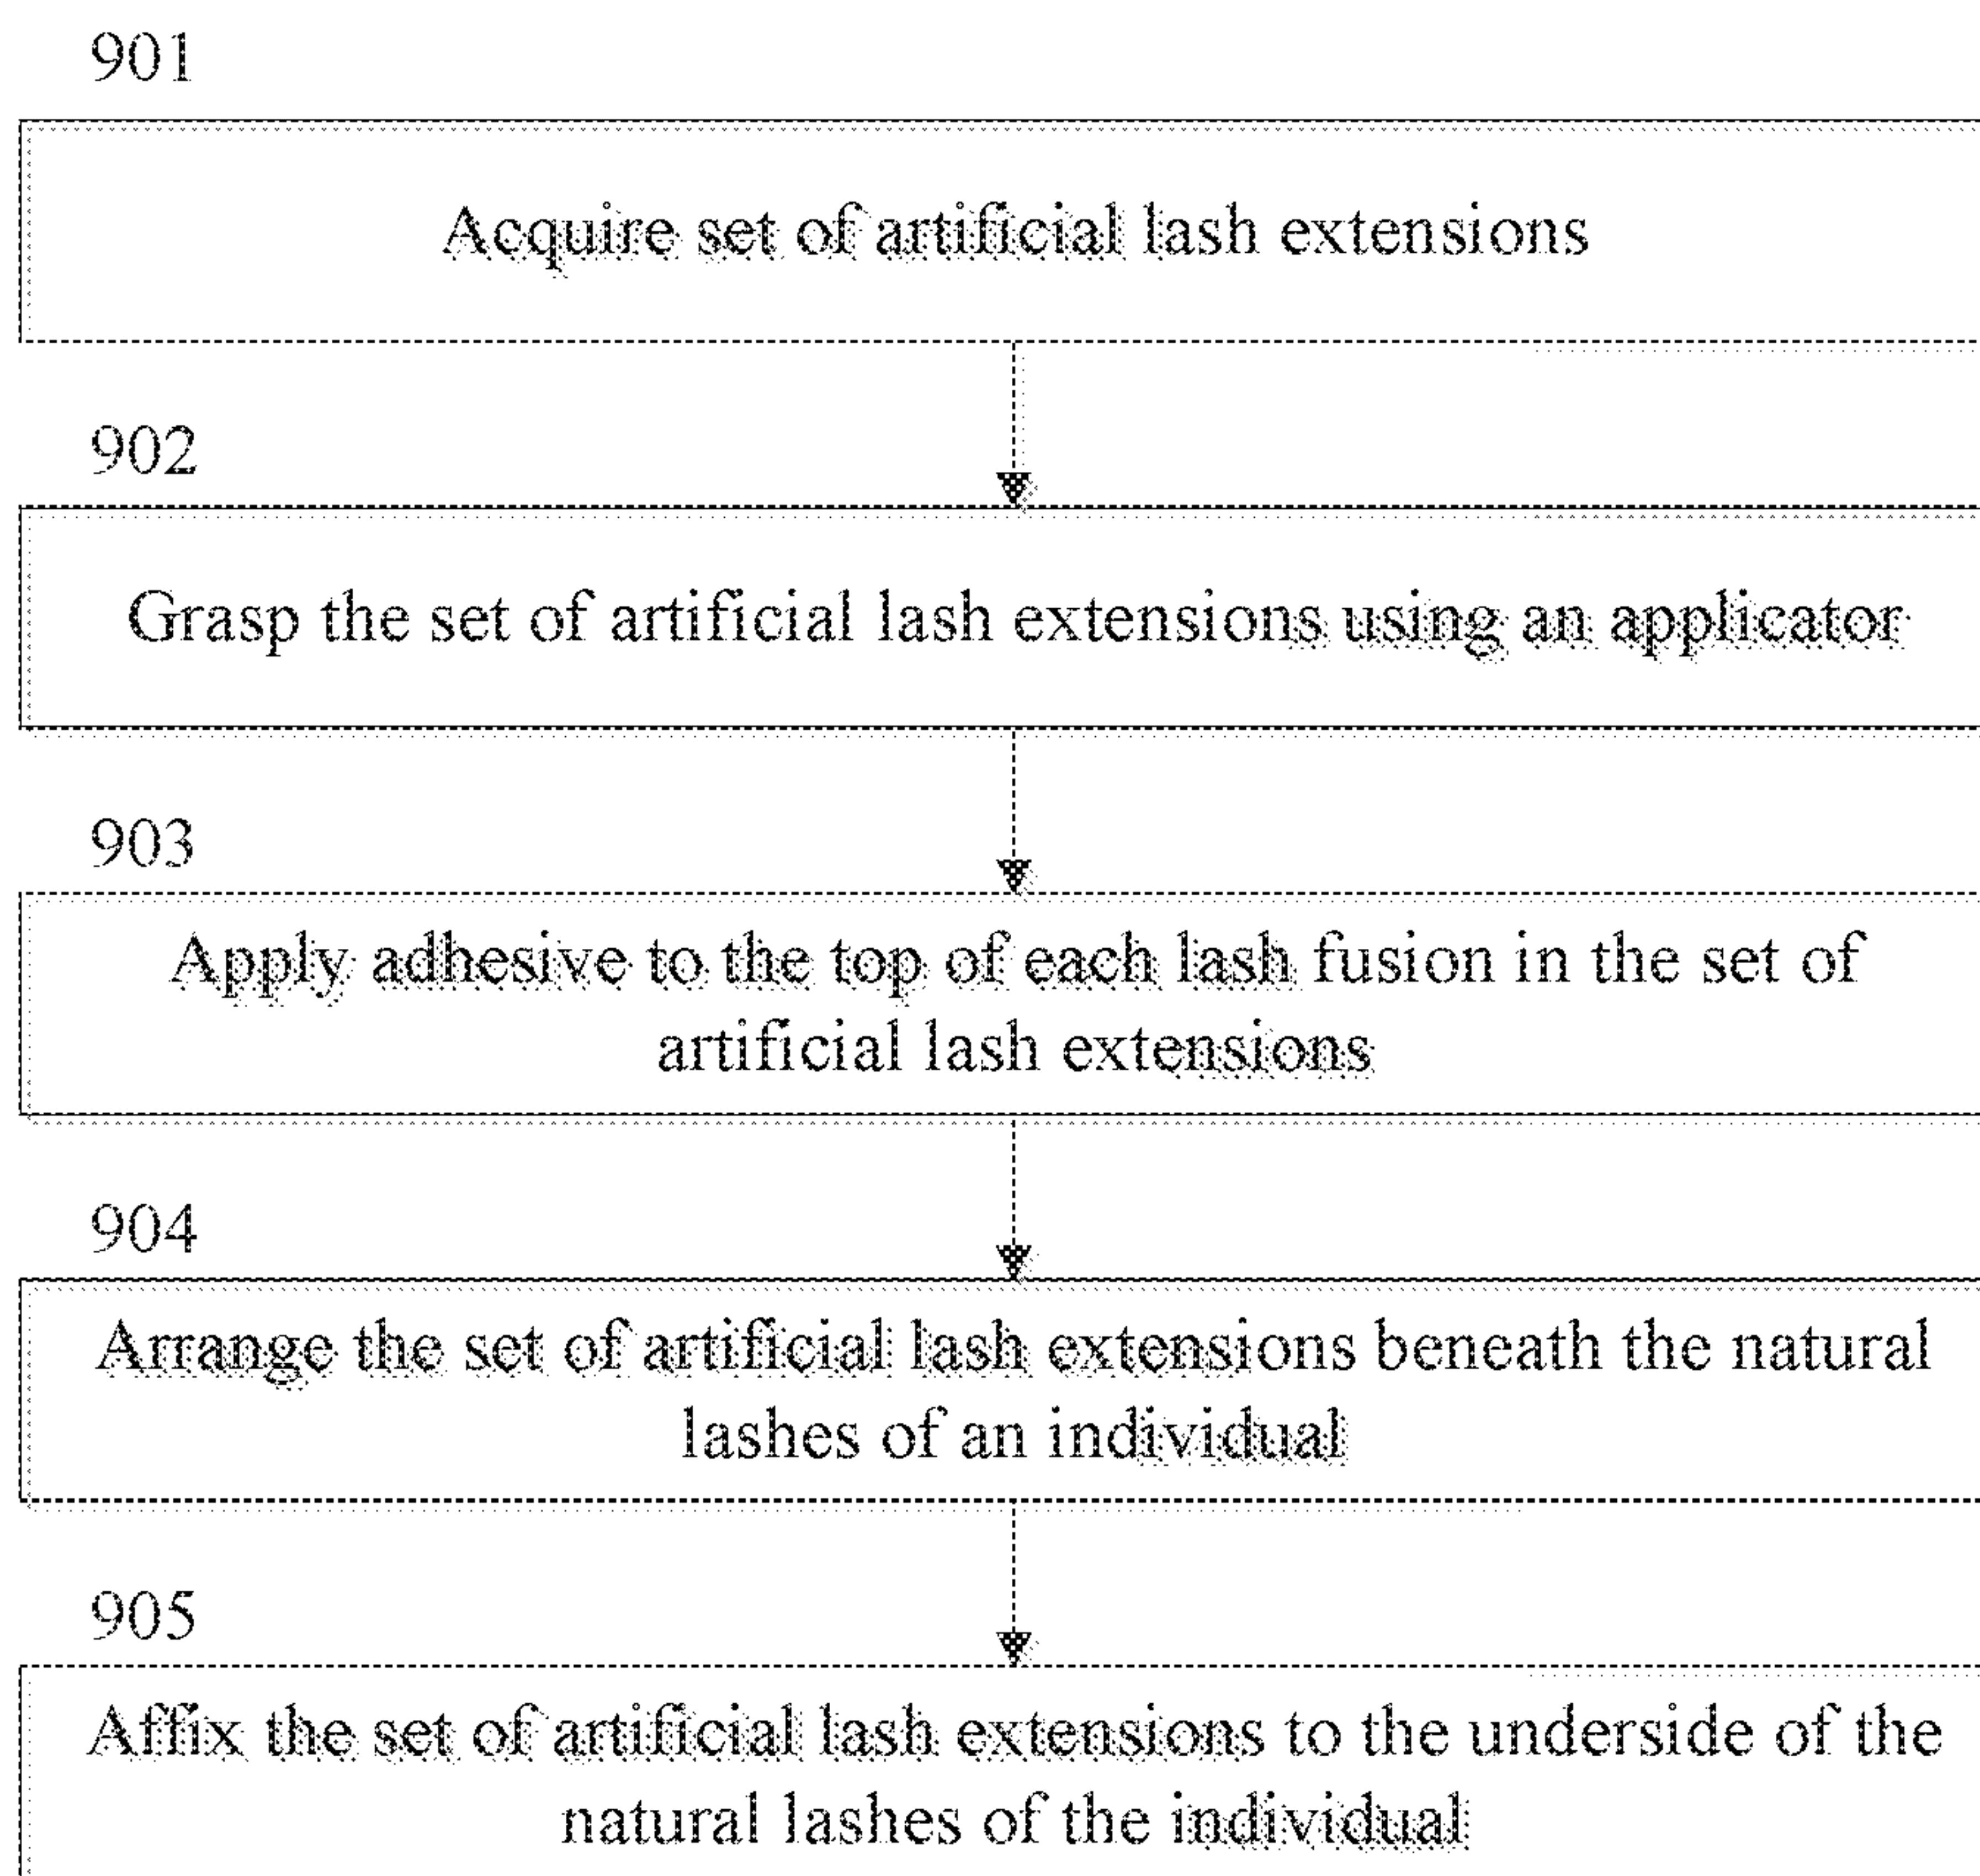 901
Acquire set of artificial lash extensions
902
Grasp the set of artificial lash extensions using an applicator
903
Apply adhesive to the top of each lash fusion in the set of
artificial lash extensions
904
Arrange the set of artificial lash extensions beneath the natural
lashes of an individual
905
Affix the set of artificial lash extensions to the underside of the
natural lashes of the individual